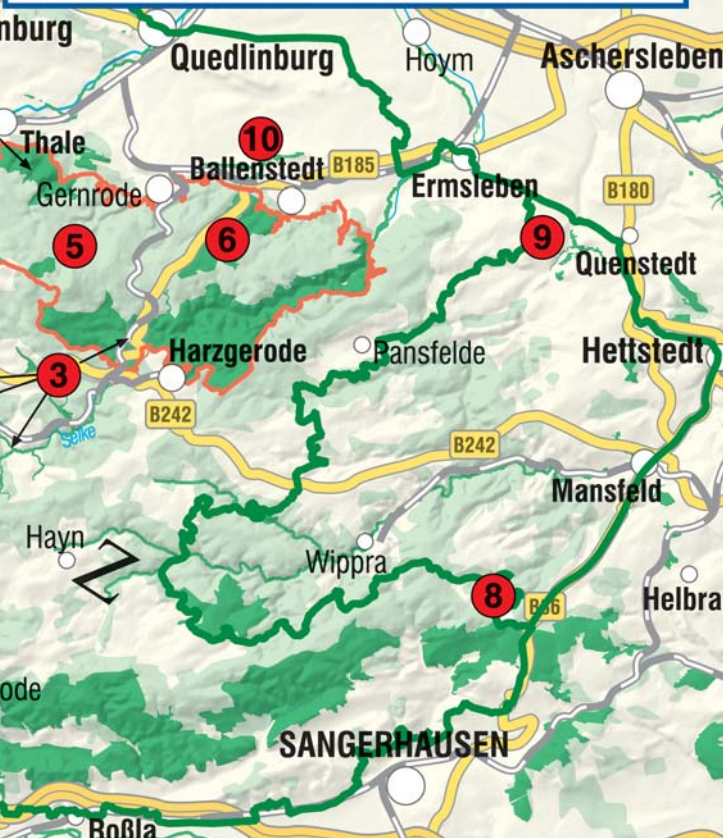 nburg
Quedlinburg
Hoym
Aschersleben
Thale
10
Ballenstedt
B185
Gernrode
Ermsleben
B180
5
6
9
Quenstedt
Harzgerode
Pansfelde
Hettstedt
3
B242
Selke
B242
Mansfeld
Hayn
Wippra
8
B86
Helbra
ode
SANGERHAUSEN
Roßla